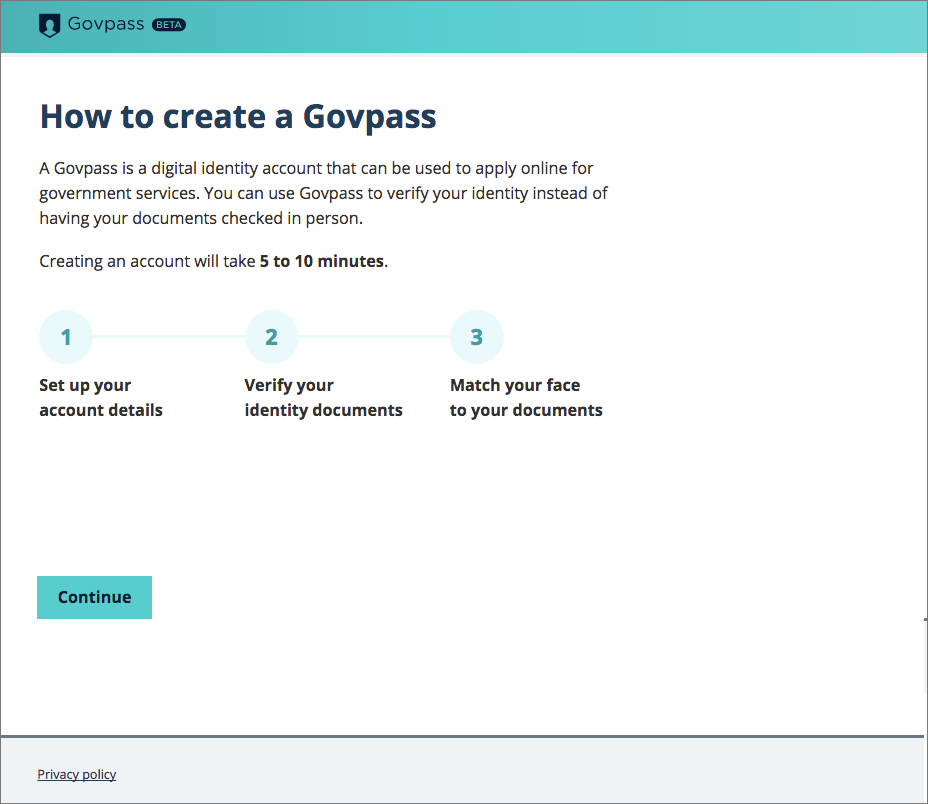 Govpass BETA
How to create a Govpass
A Govpass is a digital identity account that can be used to apply online for
government services. You can use Govpass to verify your identity instead of
having your documents checked in person.
Creating an account will take 5 to 10 minutes.
1
Set up your
account details
2
Verify your
identity documents
3
Match your face
to your documents
Continue
Privacy policy